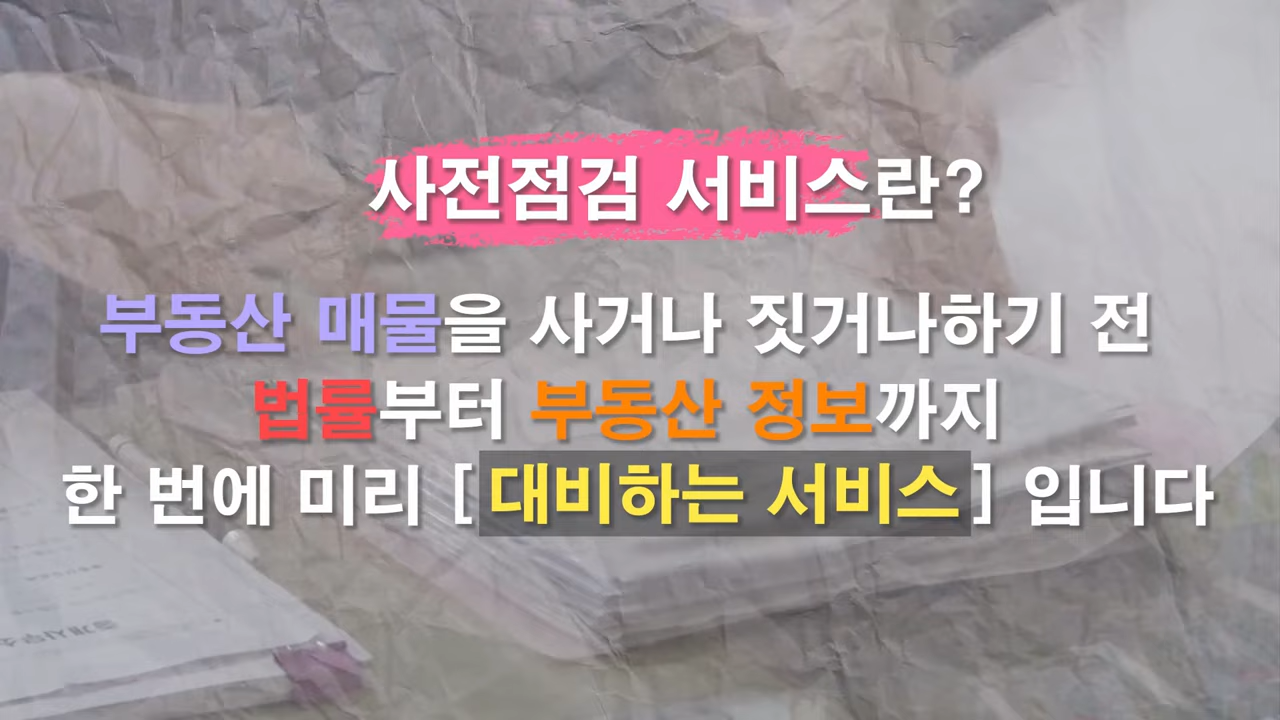 사전점검 서비스란?
부동산 매물을 사거나 짓거나하기 전
법률부터 부동산 정보까지
한 번에 미리 [대비하는 서비스] 입니다